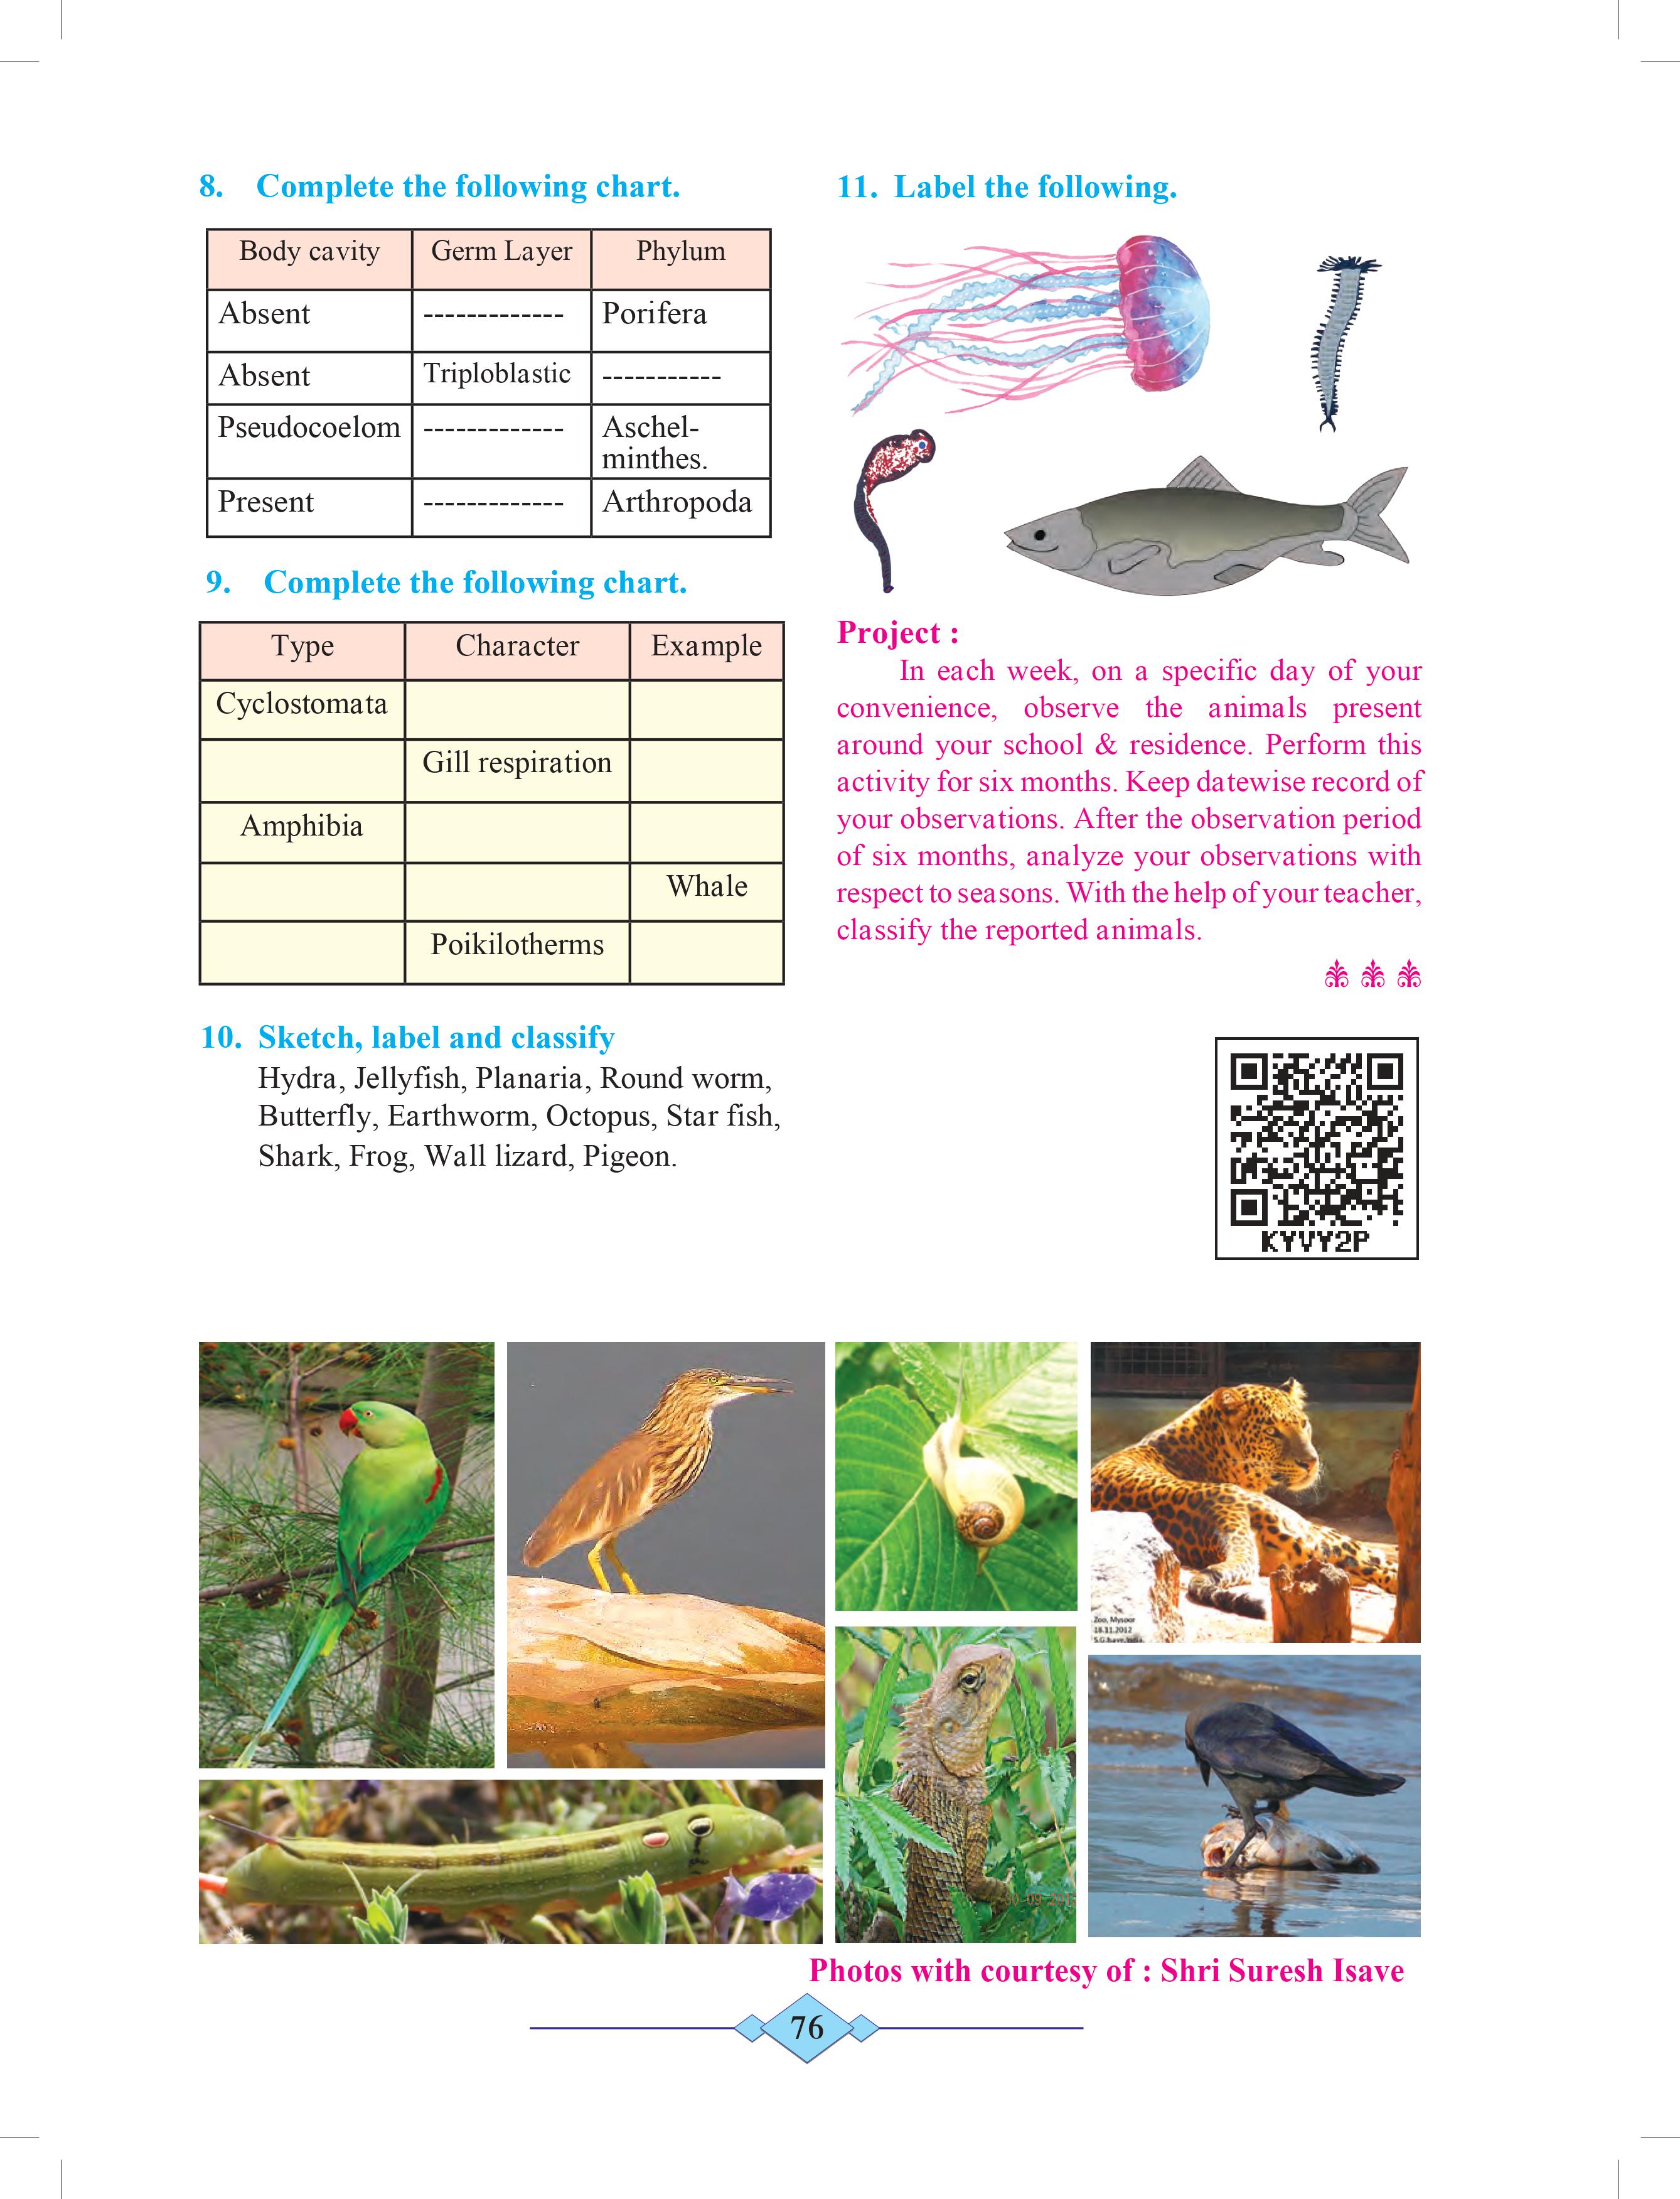 8. Complete the following chart.
Body cavity Germ Layer Phylum
Absent ------------- Porifera
Absent Triploblastic -----------
Pseudocoelom ------------- Aschel-
minthes.
Present ------------- Arthropoda
9. Complete the following chart.
Type Character Example
Cyclostomata
Gill respiration
Amphibia
Whale
Poikilotherms
10. Sketch, label and classify
Hydra, Jellyfish, Planaria, Round worm,
Butterfly, Earthworm, Octopus, Star fish,
Shark, Frog, Wall lizard, Pigeon.
11. Label the following.
Project :
In each week, on a specific day of your
convenience, observe the animals present
around your school & residence. Perform this
activity for six months. Keep datewise record of
your observations. After the observation period
of six months, analyze your observations with
respect to seasons. With the help of your teacher,
classify the reported animals.
KYVY2P
Zoo, Mysoor
18.11.2012
Photos with courtesy of : Shri Suresh Isave
76